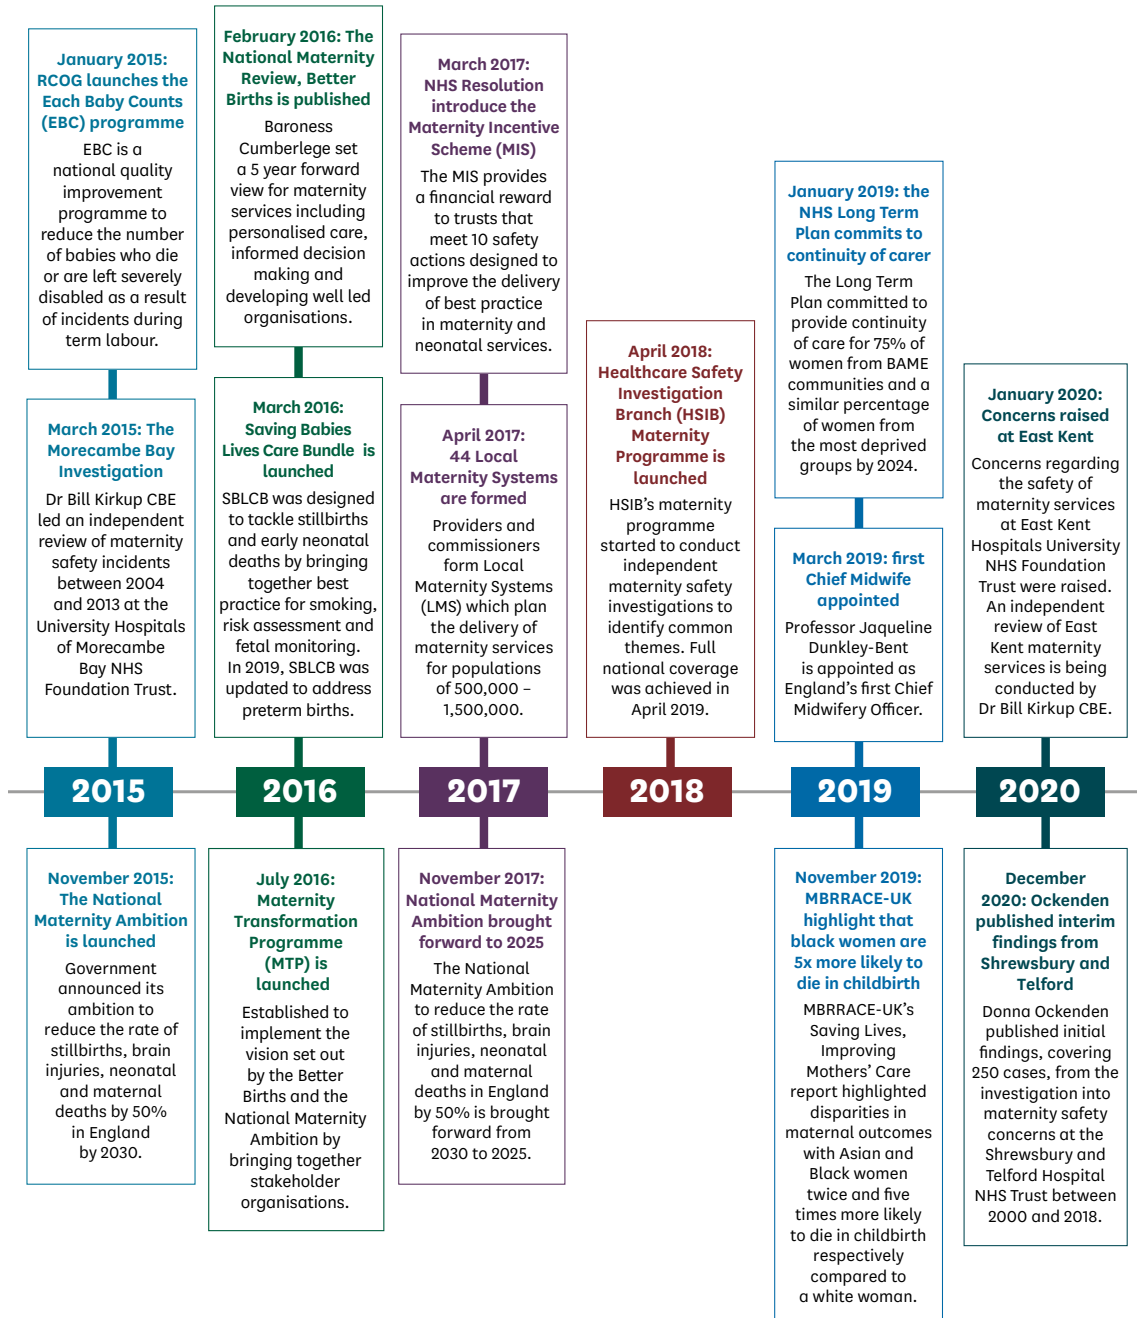 January 2015:
RCOG launches the
Each Baby Counts
(EBC) programme
EBC is a
national quality
improvement
programme to
reduce the number
of babies who die
or are left severely
disabled as a result
of incidents during
term labour.
March 2015: The
Morecambe Bay
Investigation
Dr Bill Kirkup CBE
led an independent
review of maternity
safety incidents
between 2004
and 2013 at the
University Hospitals
of Morecambe
Bay NHS
Foundation Trust.
February 2016: The
National Maternity
Review, Better
Births is published
Baroness
Cumberlege set
a 5 year forward
view for maternity
services including
personalised care,
informed decision
making and
developing well led
organisations.
March 2016:
Saving Babies
Lives Care Bundle is
launched
SBLCB was designed
to tackle stillbirths
and early neonatal
deaths by bringing
together best
practice for smoking,
risk assessment and
fetal monitoring.
In 2019, SBLCB was
updated to address
preterm births.
March 2017:
NHS Resolution
introduce the
Maternity Incentive
Scheme (MIS)
The MIS provides
a financial reward
to trusts that
meet 10 safety
actions designed to
improve the delivery
of best practice
in maternity and
neonatal services.
April 2017:
44 Local
Maternity Systems
are formed
Providers and
commissioners
form Local
Maternity Systems
(LMS) which plan
the delivery of
maternity services
for populations
of 500,000 –
1,500,000.
April 2018:
Healthcare Safety
Investigation
Branch (HSIB)
Maternity
Programme is
launched
HSIB’s maternity
programme
started to conduct
independent
maternity safety
investigations to
identify common
themes. Full
national coverage
was achieved in
April 2019.
January 2019: the
NHS Long Term
Plan commits to
continuity of carer
The Long Term
Plan committed to
provide continuity
of care for 75% of
women from BAME
communities and a
similar percentage
of women from
the most deprived
groups by 2024.
March 2019: first
Chief Midwife
appointed
Professor Jaqueline
Dunkley-Bent
is appointed as
England’s first Chief
Midwifery Officer.
January 2020:
Concerns raised
at East Kent
Concerns regarding
the safety of
maternity services
at East Kent
Hospitals University
NHS Foundation
Trust were raised.
An independent
review of East
Kent maternity
services is being
conducted by
Dr Bill Kirkup CBE.
2015
2016
2017
2018
2019
2020
November 2015:
The National
Maternity Ambition
is launched
Government
announced its
ambition to
reduce the rate of
stillbirths, brain
injuries, neonatal
and maternal
deaths by 50%
in England
by 2030.
July 2016:
Maternity
Transformation
Programme
(MTP) is
launched
Established to
implement the
vision set out
by the Better
Births and the
National Maternity
Ambition by
bringing together
stakeholder
organisations.
November 2017:
National Maternity
Ambition brought
forward to 2025
The National
Maternity Ambition
to reduce the rate
of stillbirths, brain
injuries, neonatal
and maternal
deaths in England
by 50% is brought
forward from
2030 to 2025.
November 2019:
MBRRACE-UK
highlight that
black women are
5x more likely to
die in childbirth
MBRRACE-UK’s
Saving Lives,
Improving
Mothers’ Care
report highlighted
disparities in
maternal outcomes
with Asian and
Black women
twice and five
times more likely
to die in childbirth
respectively
compared to
a white woman.
December
2020: Ockenden
published interim
findings from
Shrewsbury and
Telford
Donna Ockenden
published initial
findings, covering
250 cases, from the
investigation into
maternity safety
concerns at the
Shrewsbury and
Telford Hospital
NHS Trust between
2000 and 2018.